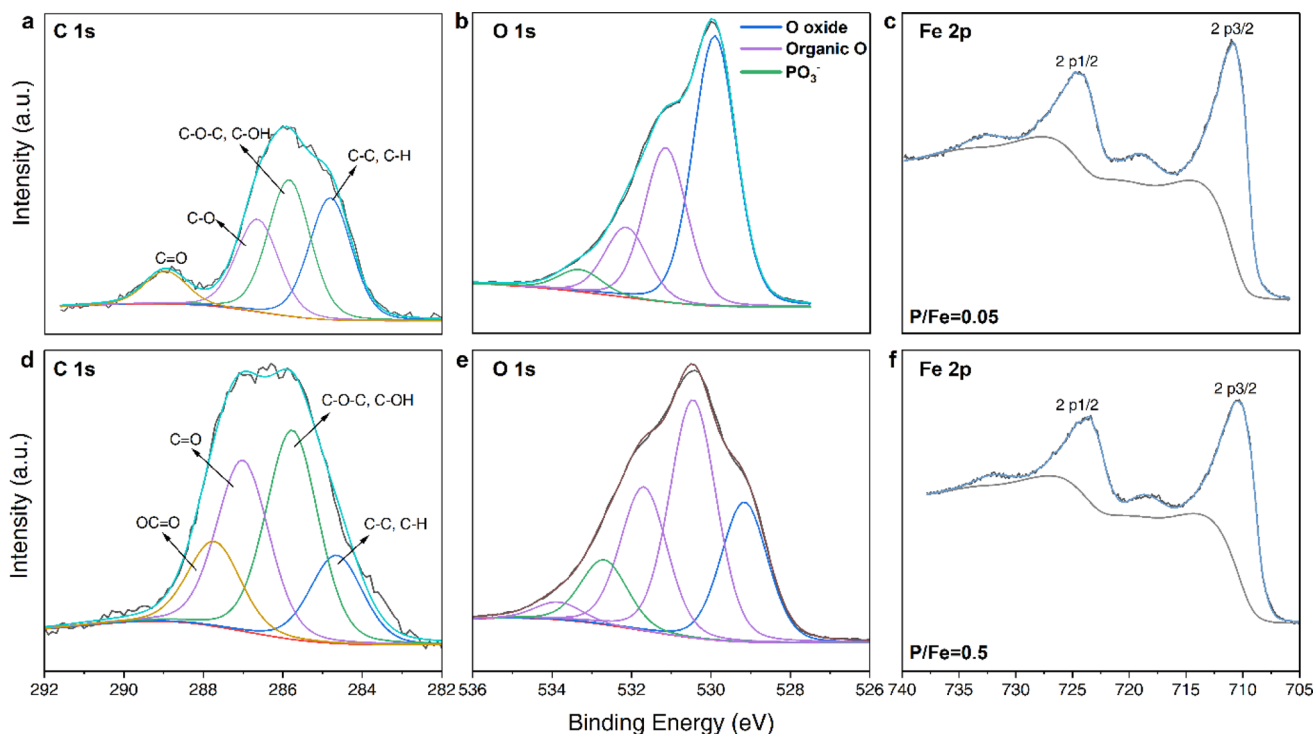 a C 1s
C-O-C, C-OH
C-C, C-H
C-O
C=O
b O 1s
O oxide
Organic O
PO₃⁻
c Fe 2p
2 p3/2
2 p1/2
P/Fe=0.05
Intensity (a.u.)
d C 1s
C-O-C, C-OH
C=O
OC=O
C-C, C-H
e O 1s
f Fe 2p
2 p3/2
2 p1/2
P/Fe=0.5
Intensity (a.u.)
292 290 288 286 284 282
536 534 532 530 528 526
740 735 730 725 720 715 710 705
Binding Energy (eV)